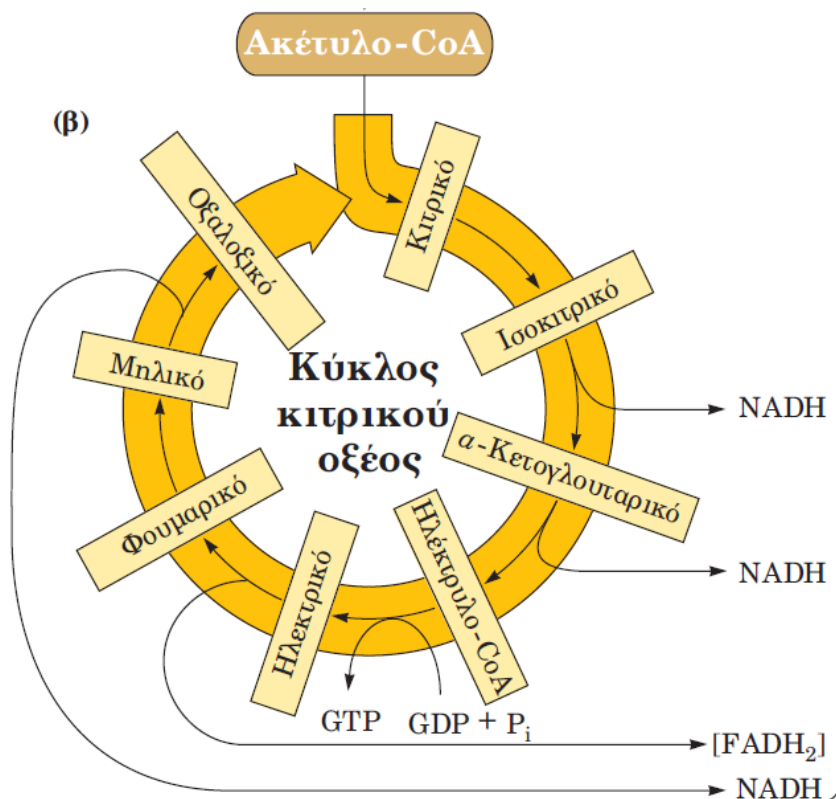 Ακέτυλο-CoA
(β)
Κιτρικό
Ισοκιτρικό
NADH
α-Κετογλουταρικό
NADH
Ηλέκτρυλο-CoA
GDP + Pi
GTP
Ηλεκτρικό
[FADH2]
Φουμαρικό
Μηλικό
NADH
Οξαλοξικό
Κύκλος
κιτρικού
οξέος